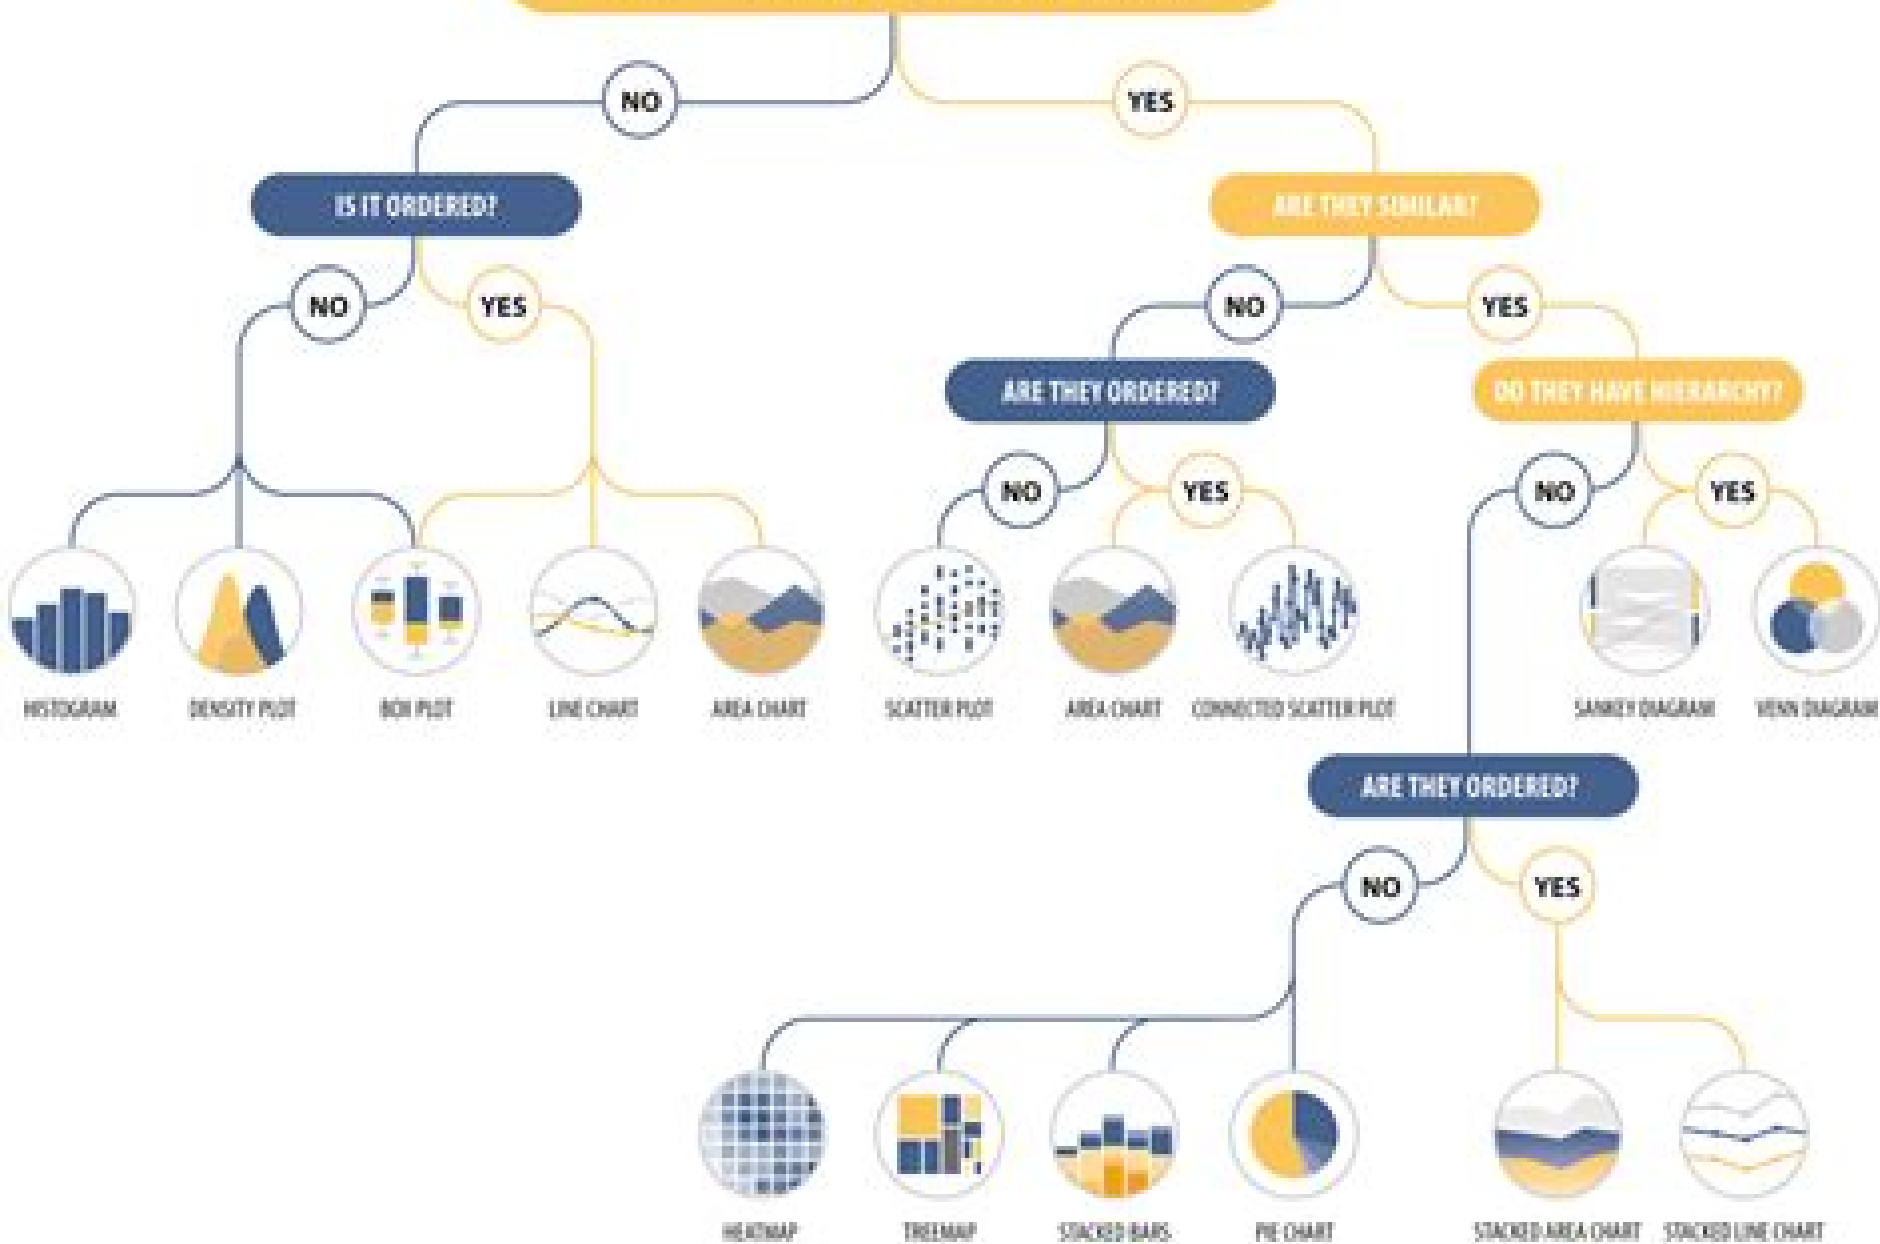 NO
YES
IS IT ORDERED?
ARE THEY SIMILAR?
NO
YES
NO
YES
ARE THEY ORDERED?
DO THEY HAVE HIERARCHY?
NO
YES
NO
YES
HISTOGRAM
DENSITY PLOT
BOX PLOT
LINE CHART
AREA CHART
SCATTER PLOT
AREA CHART
CONNECTED SCATTER PLOT
SANKEY DIAGRAM
VENN DIAGRAM
ARE THEY ORDERED?
NO
YES
HEATMAP
TREEMAP
STACKED BARS
PIE CHART
STACKED AREA CHART
STACKED LINE CHART